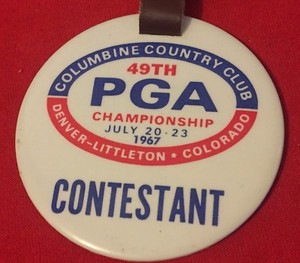 COLUMBINE COUNTRY CLUB
49TH
PGA
CHAMPIONSHIP
JULY 20-23
1967
DENVER-LITTLETON ★ COLORADO
CONTESTANT